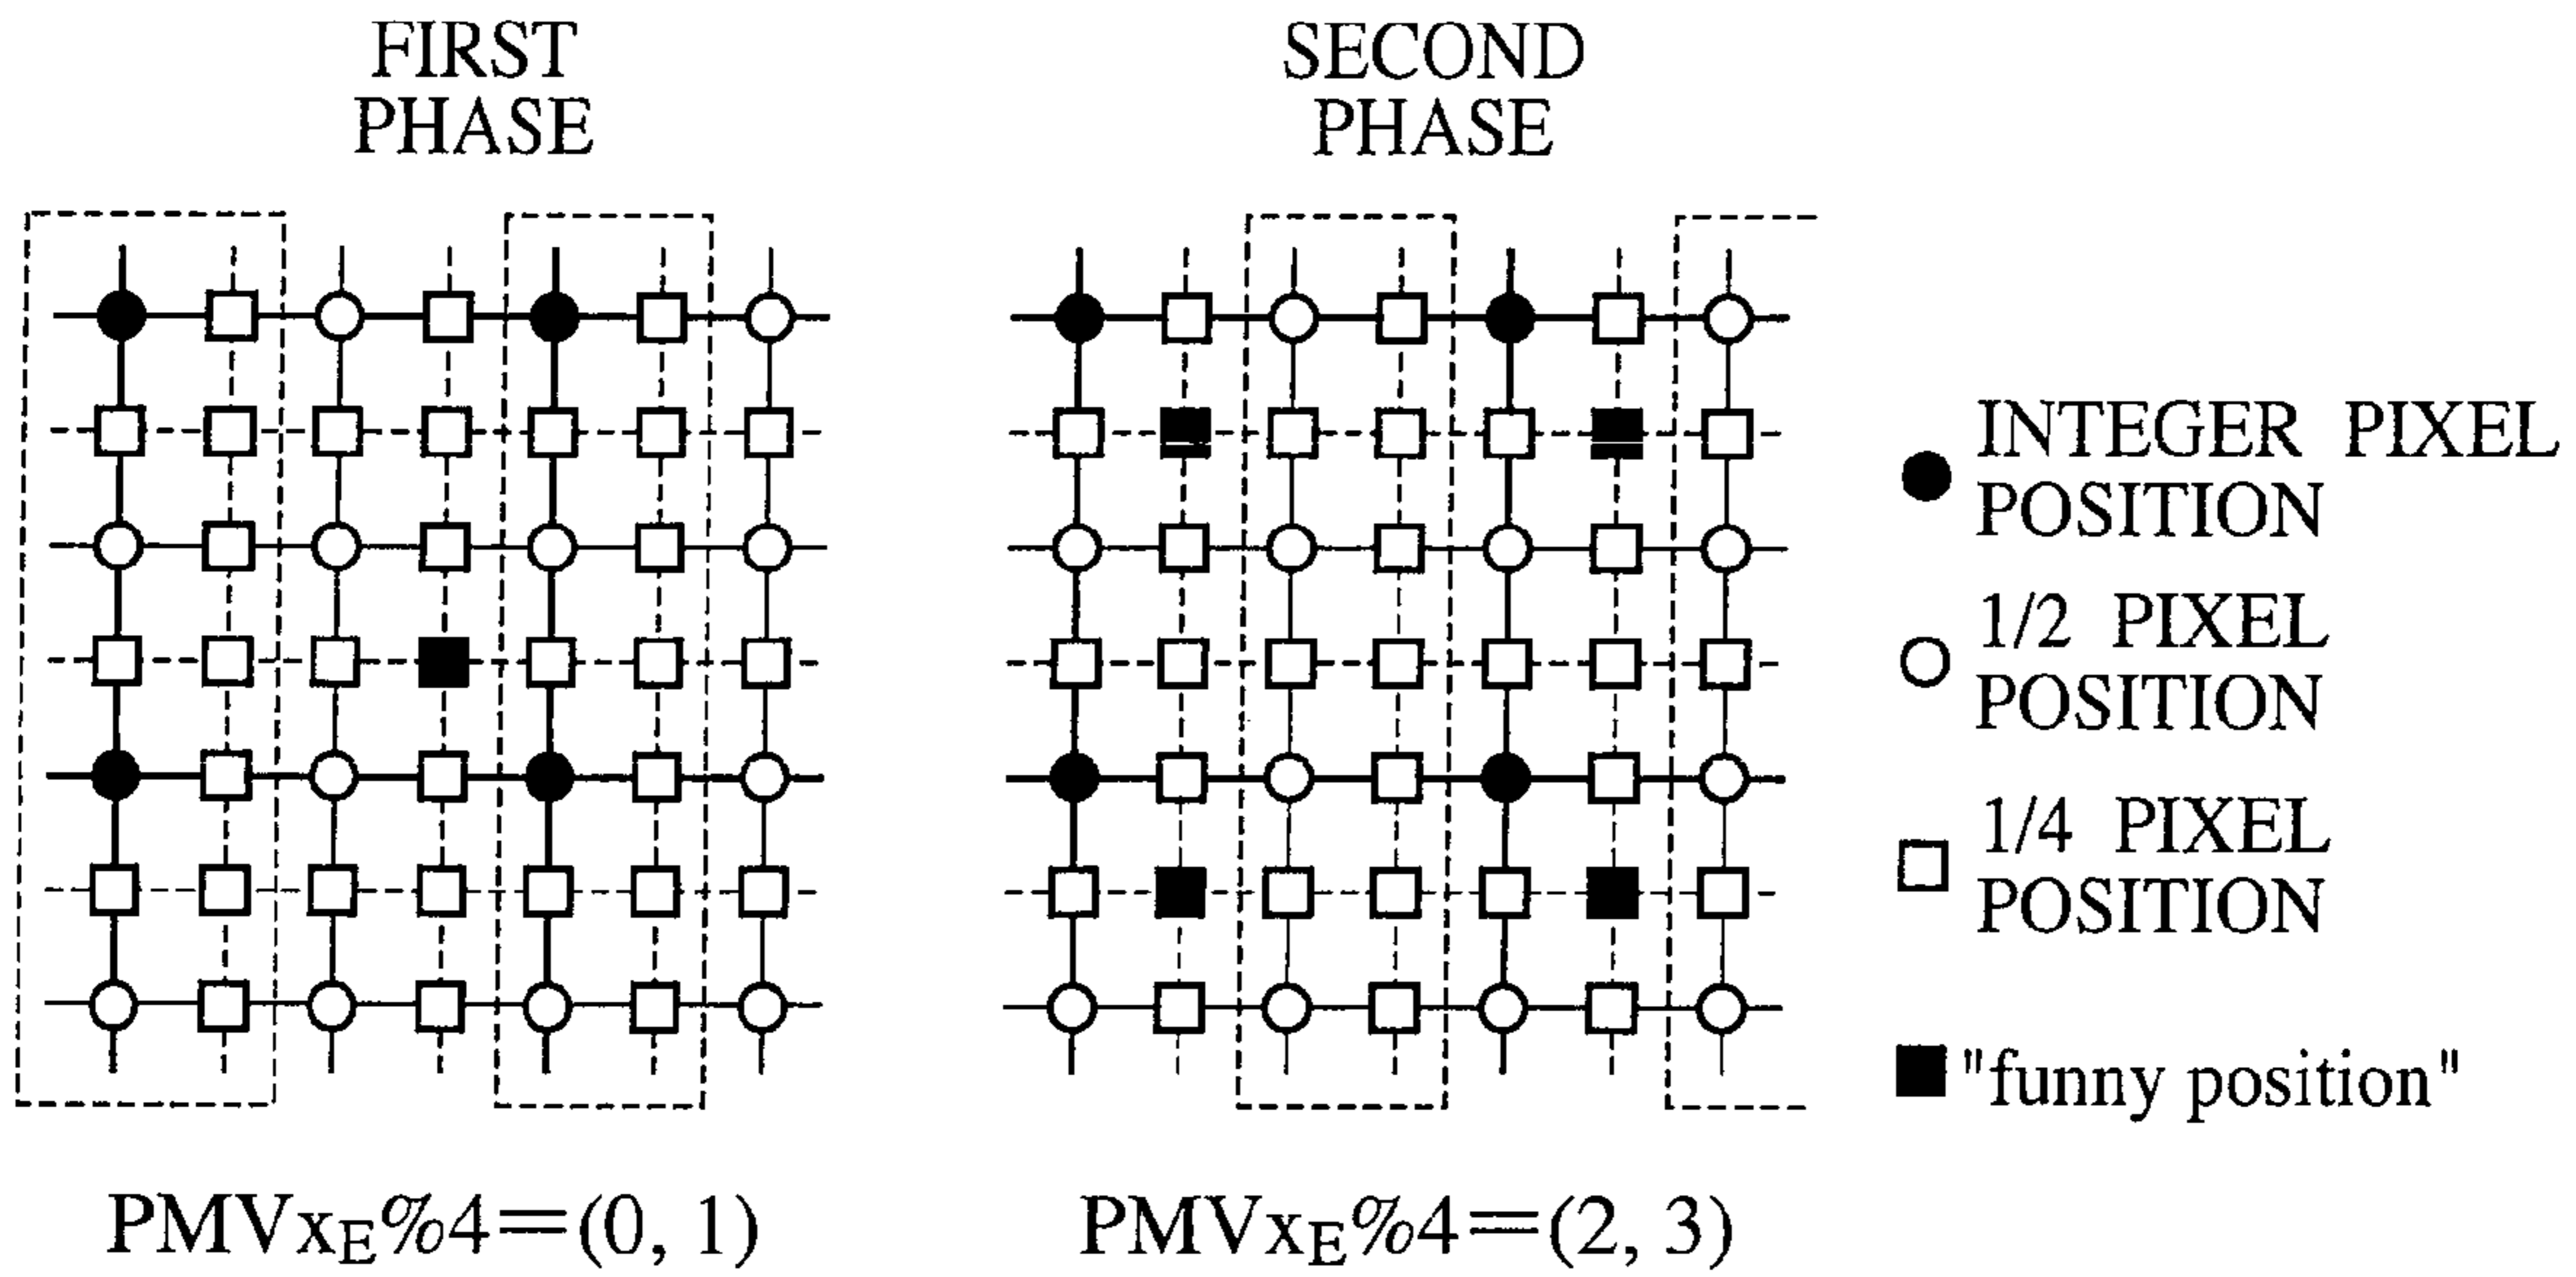 FIRST
PHASE
SECOND
PHASE
INTEGER PIXEL
POSITION
1/2 PIXEL
POSITION
1/4 PIXEL
POSITION
"funny position"
PMVxE%4=(0, 1)
PMVxE%4=(2, 3)